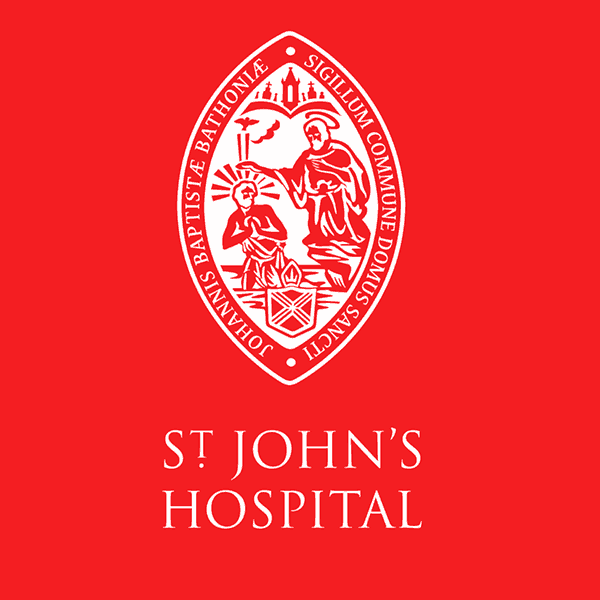 SIGILLUM COMMUNE DOMUS SANCTI
JOHANNIS BAPTISTÆ BATHONIÆ
ST JOHN'S
HOSPITAL